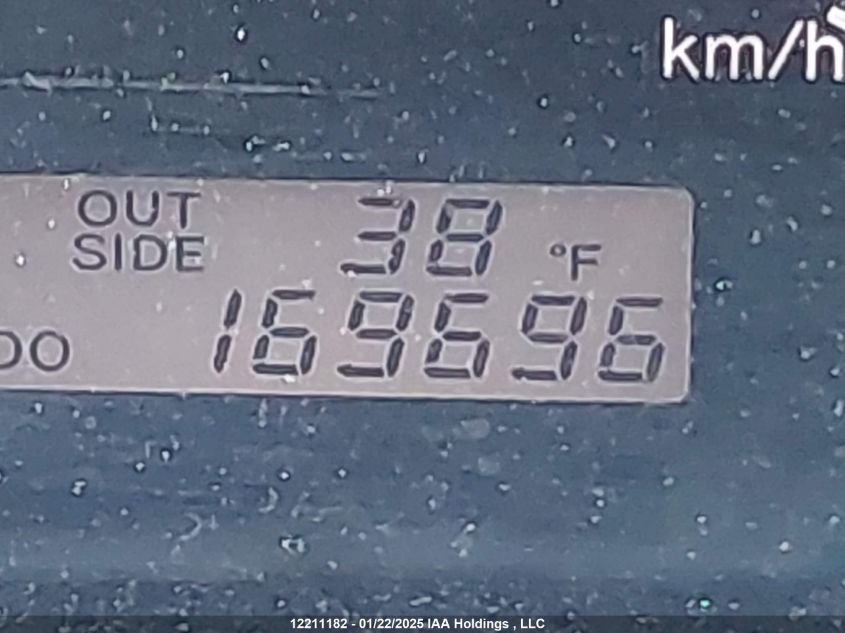 km/h
OUT
SIDE
38 °F
DO 169696
12211182 - 01/22/2025 IAA Holdings , LLC